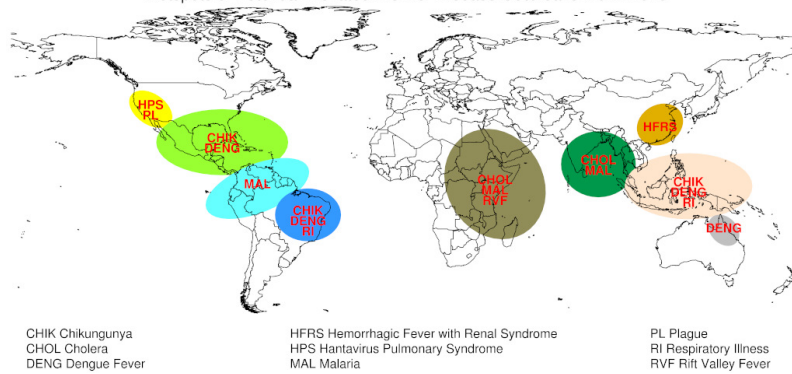 HPS
PL
CHIK
DENG
MAL
CHIK
DENG
RI
CHOL
MAL
RVF
CHOL
MAL
HFRS
CHIK
DENG
RI
DENG
CHIK Chikungunya
CHOL Cholera
DENG Dengue Fever
HFRS Hemorrhagic Fever with Renal Syndrome
HPS Hantavirus Pulmonary Syndrome
MAL Malaria
PL Plague
RI Respiratory Illness
RVF Rift Valley Fever